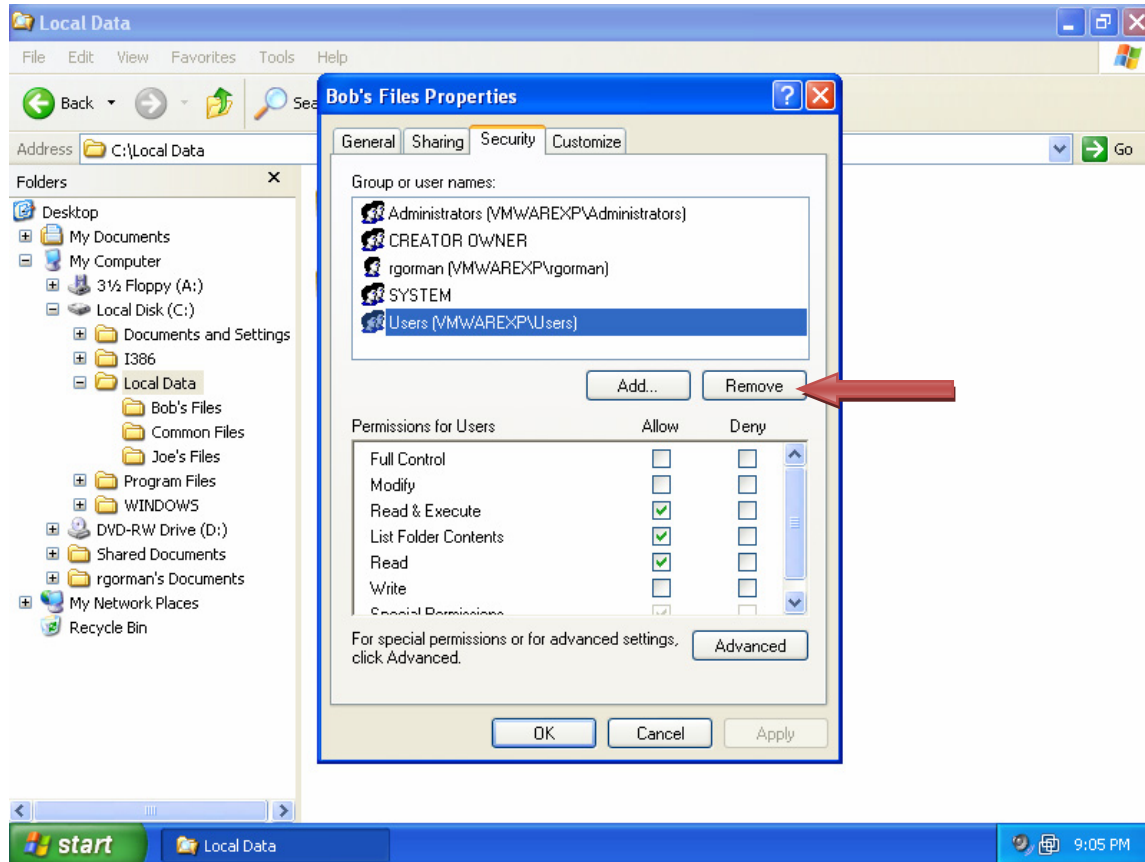 Local Data
File Edit View Favorites Tools Help
Back Sea
Address C:\Local Data Go
Folders
Desktop
My Documents
My Computer
3½ Floppy (A:)
Local Disk (C:)
Documents and Settings
I386
Local Data
Bob's Files
Common Files
Joe's Files
Program Files
WINDOWS
DVD-RW Drive (D:)
Shared Documents
rgorman's Documents
My Network Places
Recycle Bin
Bob's Files Properties
General Sharing Security Customize
Group or user names:
Administrators (VMWAREXP\Administrators)
CREATOR OWNER
rgorman (VMWAREXP\rgorman)
SYSTEM
Users (VMWAREXP\Users)
Add... Remove
Permissions for Users Allow Deny
Full Control
Modify
Read & Execute
List Folder Contents
Read
Write
Special Permissions
For special permissions or for advanced settings,
click Advanced.
Advanced
OK Cancel Apply
start Local Data 9:05 PM